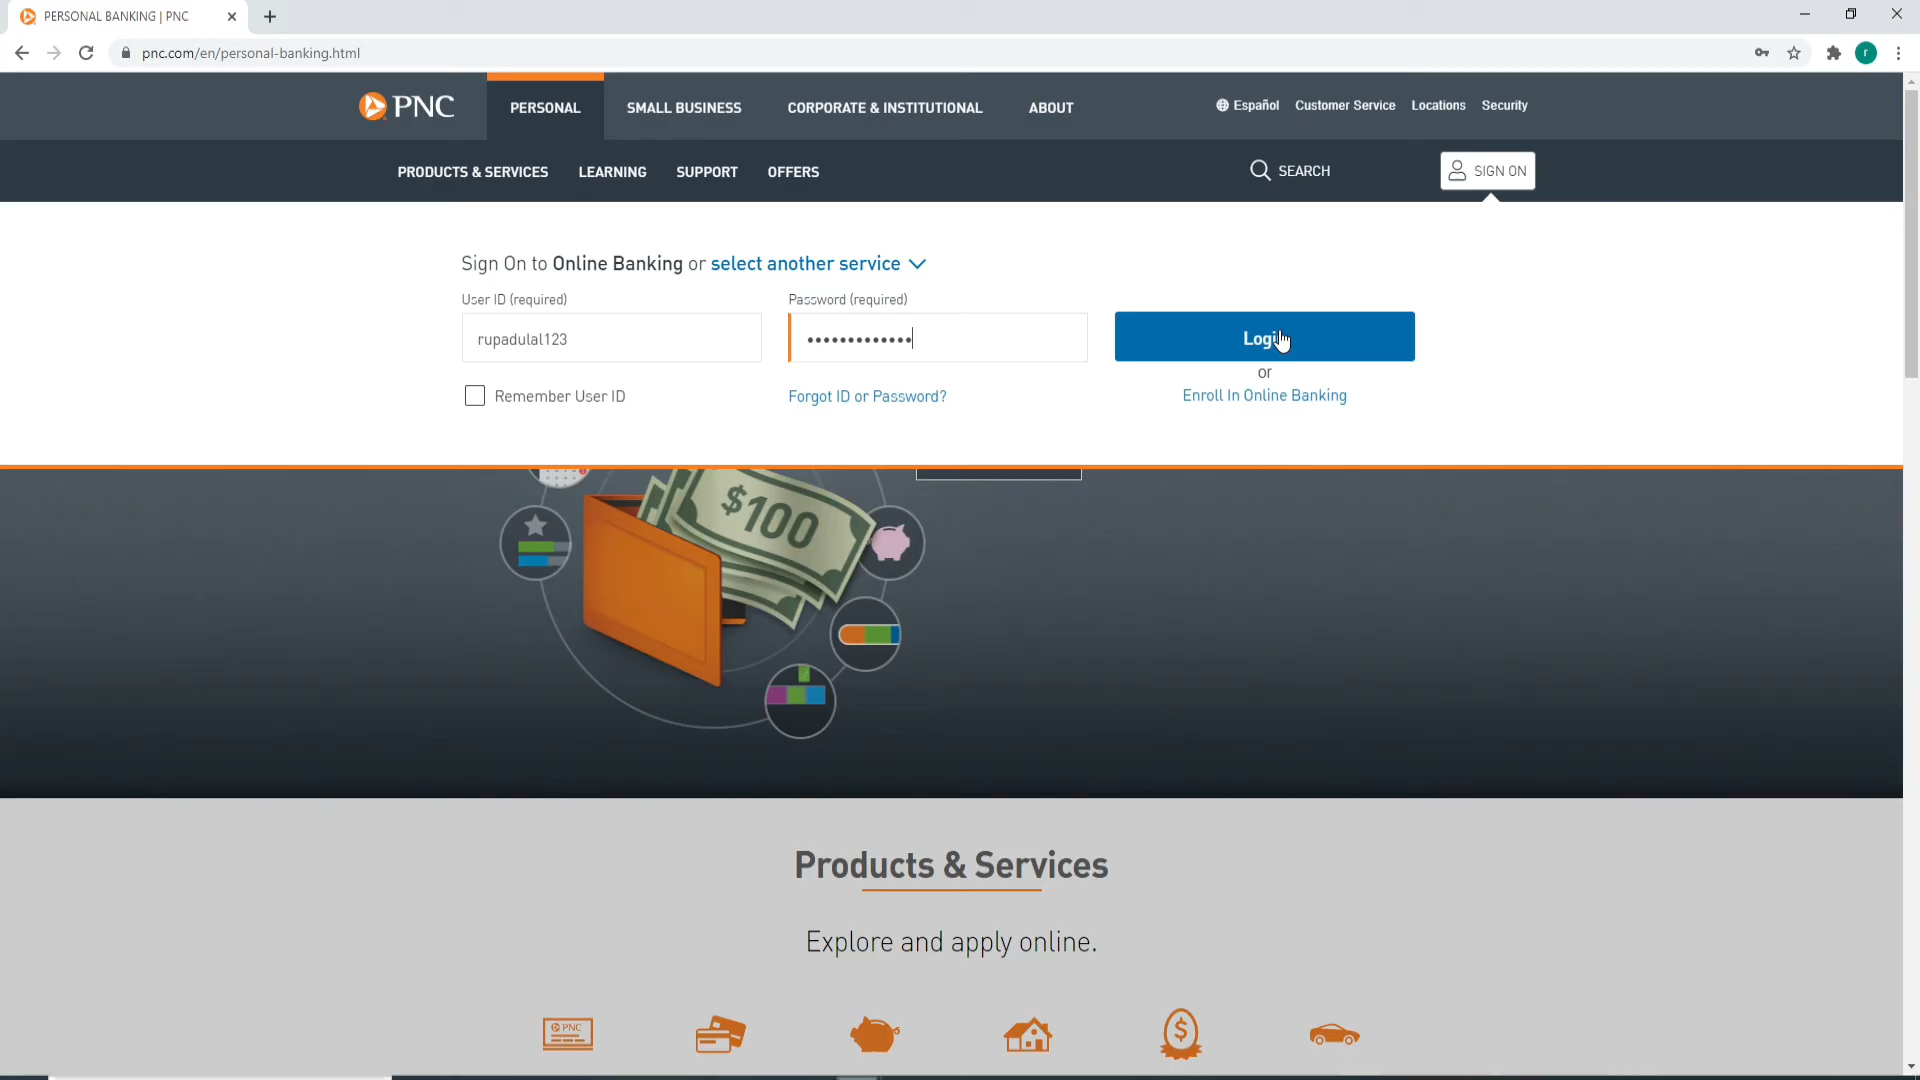 PERSONAL BANKING | PNC
pnc.com/en/personal-banking.html
r
PNC
PERSONAL
SMALL BUSINESS
CORPORATE & INSTITUTIONAL
ABOUT
Español
Customer Service
Locations
Security
PRODUCTS & SERVICES
LEARNING
SUPPORT
OFFERS
SEARCH
SIGN ON
Sign On to Online Banking or select another service
User ID (required)
Password (required)
rupadulal123
•••••••••••••
Login
or
Remember User ID
Forgot ID or Password?
Enroll In Online Banking
$100
Products & Services
Explore and apply online.
PNC
$